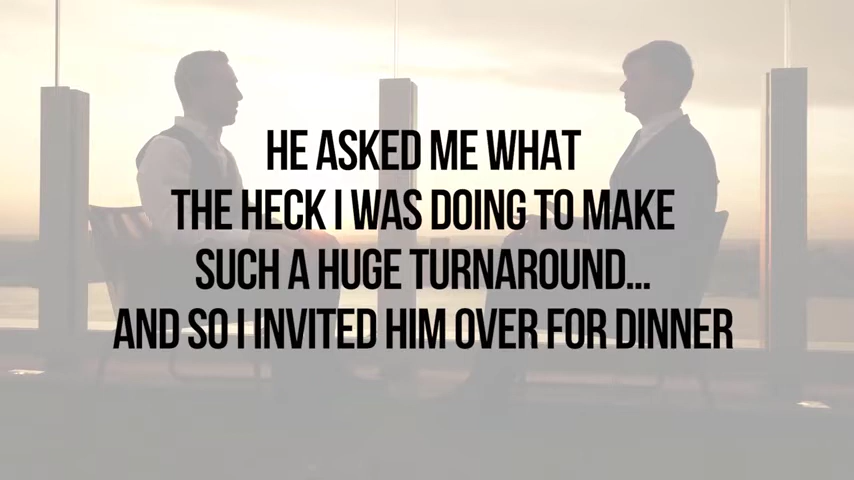 HE ASKED ME WHAT
THE HECK I WAS DOING TO MAKE
SUCH A HUGE TURNAROUND...
AND SO I INVITED HIM OVER FOR DINNER